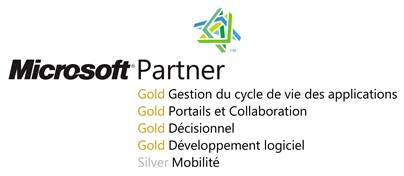 Microsoft® Partner
Gold Gestion du cycle de vie des applications
Gold Portails et Collaboration
Gold Décisionnel
Gold Développement logiciel
Silver Mobilité